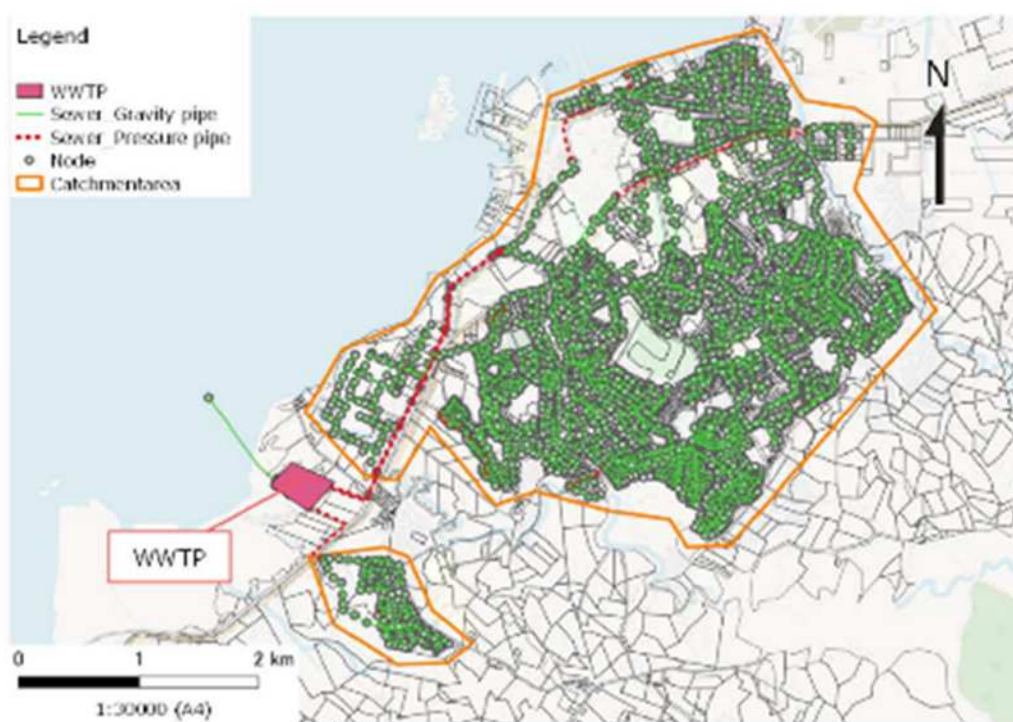 Legend
WWTP
Sewer_Gravity pipe
Sewer_Pressure pipe
Node
Catchmentarea
N
WWTP
0 1 2 km
1:30000 (A4)